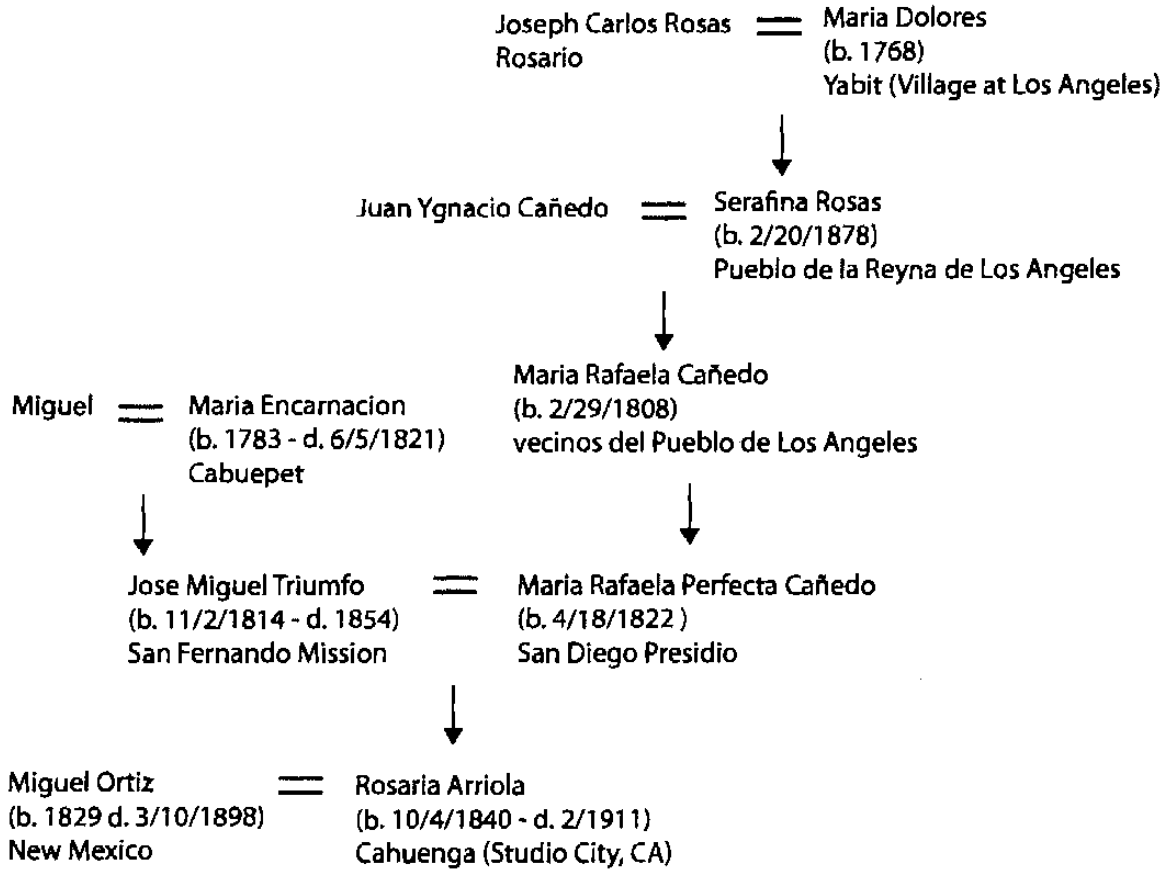 Joseph Carlos Rosas
Rosario
Maria Dolores
(b. 1768)
Yabit (Village at Los Angeles)
Juan Ygnacio Cañedo
Serafina Rosas
(b. 2/20/1878)
Pueblo de la Reyna de Los Angeles
Maria Rafaela Cañedo
(b. 2/29/1808)
vecinos del Pueblo de Los Angeles
Miguel
Maria Encarnacion
(b. 1783 - d. 6/5/1821)
Cabuepet
Jose Miguel Triumfo
(b. 11/2/1814 - d. 1854)
San Fernando Mission
Maria Rafaela Perfecta Cañedo
(b. 4/18/1822 )
San Diego Presidio
Miguel Ortiz
(b. 1829 d. 3/10/1898)
New Mexico
Rosaria Arriola
(b. 10/4/1840 - d. 2/1911)
Cahuenga (Studio City, CA)